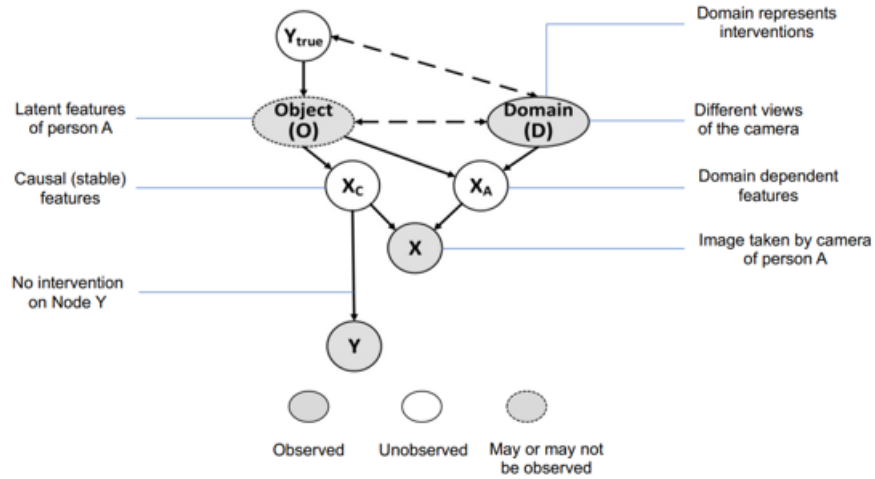 Domain represents
interventions
Y_true
Latent features
of person A
Object
(O)
Domain
(D)
Different views
of the camera
Causal (stable)
features
X_C
X_A
Domain dependent
features
X
Image taken by camera
of person A
No intervention
on Node Y
Y
Observed
Unobserved
May or may not
be observed